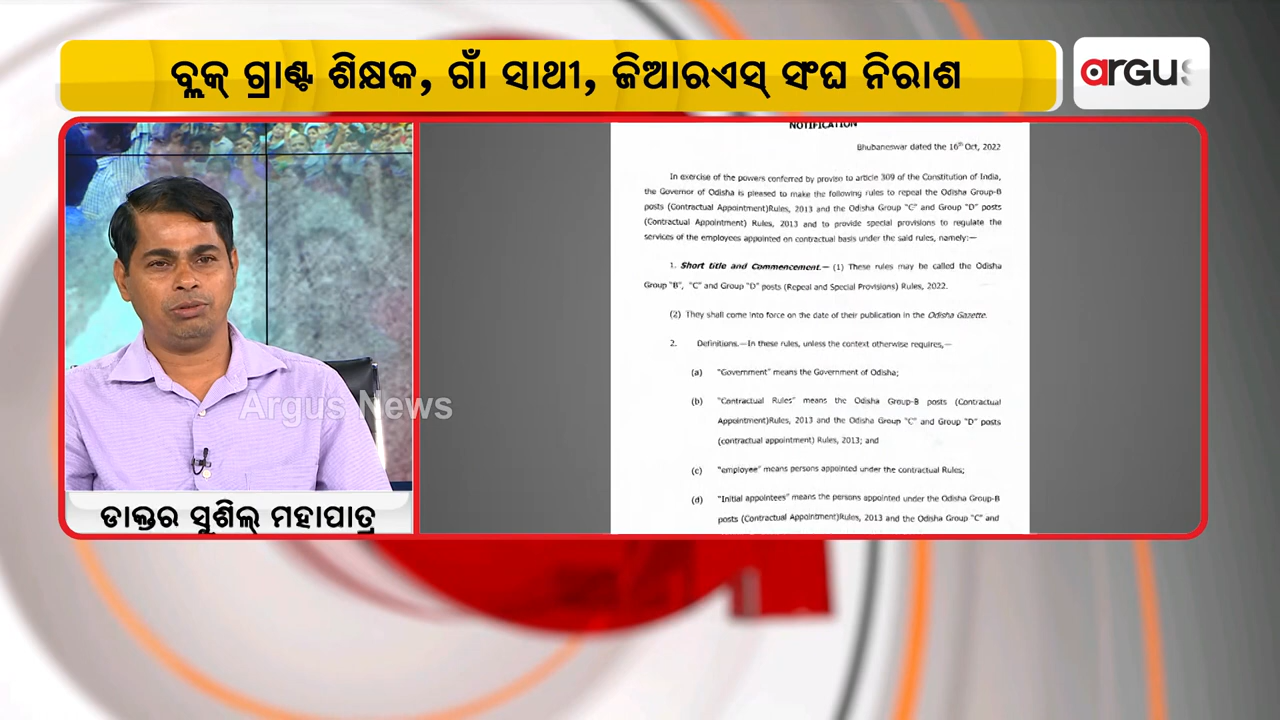 ବ୍ଲକ୍ ଗ୍ରାଣ୍ଟ ଶିକ୍ଷକ, ଗାଁ ସାଥୀ, ଜିଆରଏସ୍ ସଂଘ ନିରାଶ
argus
NOTIFICATION
Bhubaneswar dated the 16th Oct, 2022
In exercise of the powers conferred by proviso to article 309 of the Constitution of India,
the Governor of Odisha is pleased to make the following rules to repeal the Odisha Group-B
posts (Contractual Appointment)Rules, 2013 and the Odisha Group "C" and Group "D" posts
(Contractual Appointment) Rules, 2013 and to provide special provisions to regulate the
services of the employees appointed on contractual basis under the said rules, namely:—
1. Short title and Commencement.— (1) These rules may be called the Odisha
Group "B", "C" and Group "D" posts (Repeal and Special Provisions) Rules, 2022.
(2) They shall come into force on the date of their publication in the Odisha Gazette.
2. Definitions.—In these rules, unless the context otherwise requires,—
(a) "Government" means the Government of Odisha;
(b) "Contractual Rules" means the Odisha Group-B posts (Contractual
Appointment)Rules, 2013 and the Odisha Group "C" and Group "D" posts
(contractual appointment) Rules, 2013; and
(c) "employee" means persons appointed under the contractual Rules;
(d) "Initial appointees" means the persons appointed under the Odisha Group-B
posts (Contractual Appointment)Rules, 2013 and the Odisha Group "C" and
Argus News
ଡାକ୍ତର ସୁଶିଲ୍ ମହାପାତ୍ର